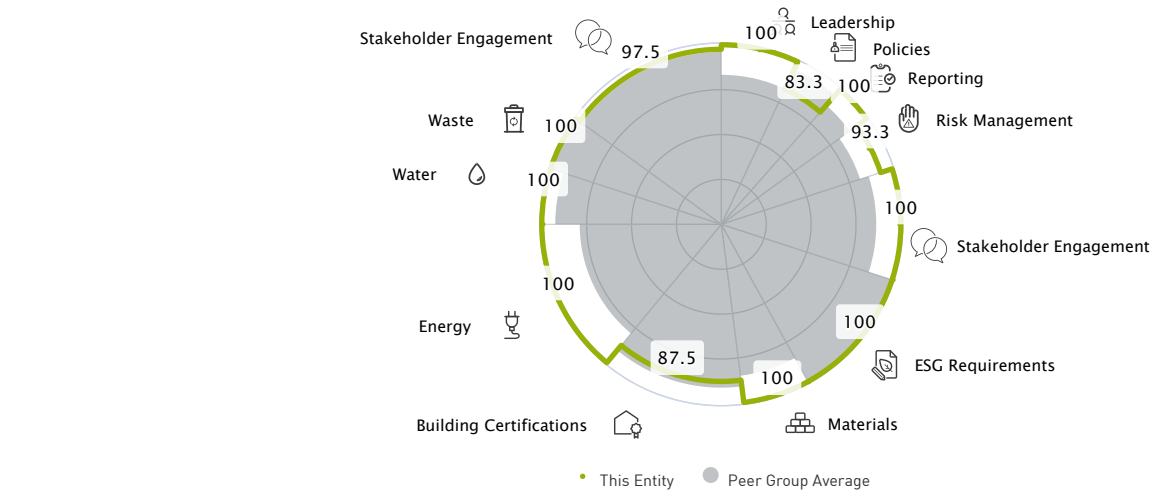 Leadership
100
Stakeholder Engagement
97.5
Policies
83.3
Reporting
100
Waste
100
Risk Management
93.3
Water
100
100
Stakeholder Engagement
100
Energy
100
ESG Requirements
87.5
100
Building Certifications
Materials
This Entity
Peer Group Average